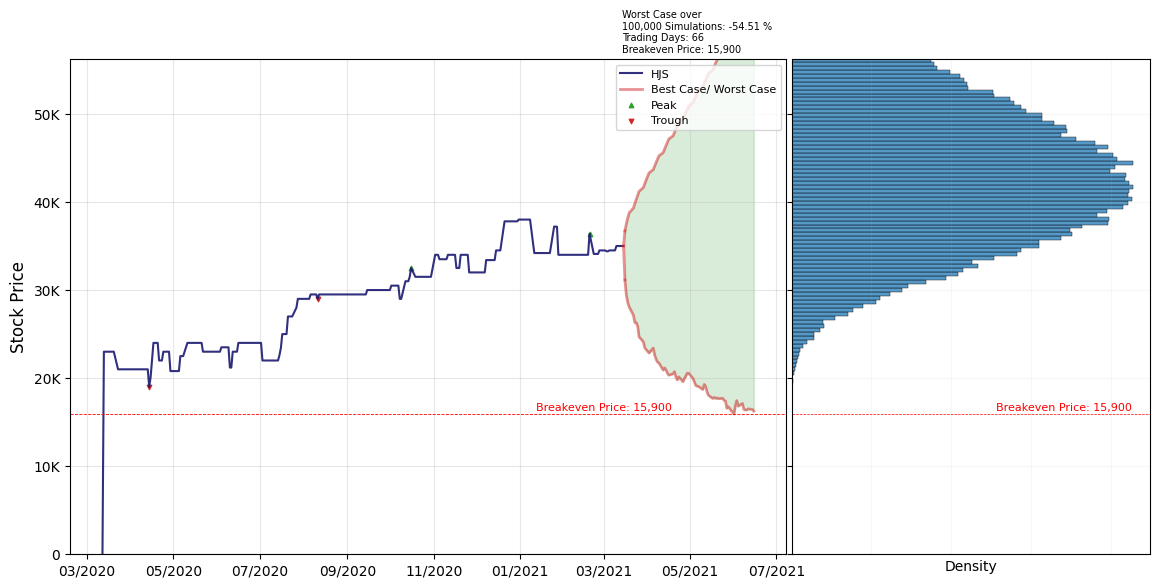 Worst Case over
100,000 Simulations: -54.51 %
Trading Days: 66
Breakeven Price: 15,900
HJS
Best Case/ Worst Case
Peak
Trough
Stock Price
50K
40K
30K
20K
10K
0
Breakeven Price: 15,900
Breakeven Price: 15,900
03/2020 05/2020 07/2020 09/2020 11/2020 01/2021 03/2021 05/2021 07/2021
Density